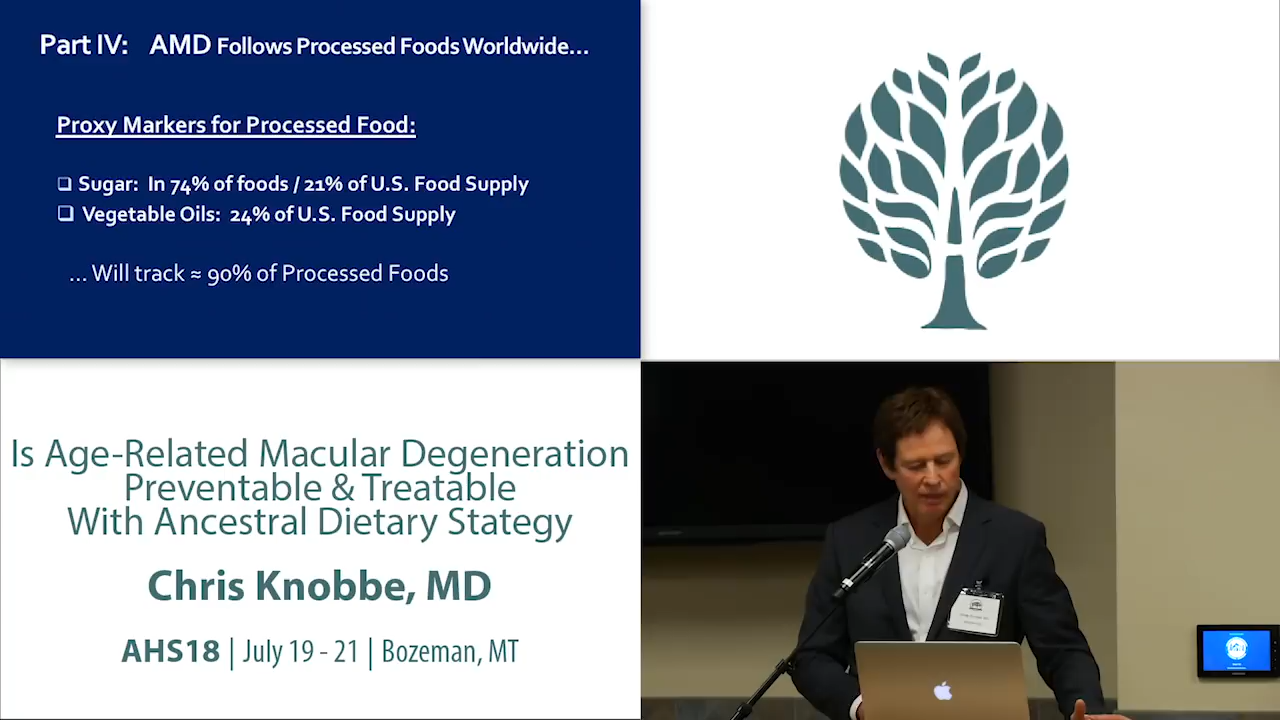 Part IV: AMD Follows Processed Foods Worldwide...
Proxy Markers for Processed Food:
Sugar: In 74% of foods / 21% of U.S. Food Supply
Vegetable Oils: 24% of U.S. Food Supply
... Will track ≈ 90% of Processed Foods
Is Age-Related Macular Degeneration
Preventable & Treatable
With Ancestral Dietary Stategy
Chris Knobbe, MD
AHS18 | July 19 - 21 | Bozeman, MT